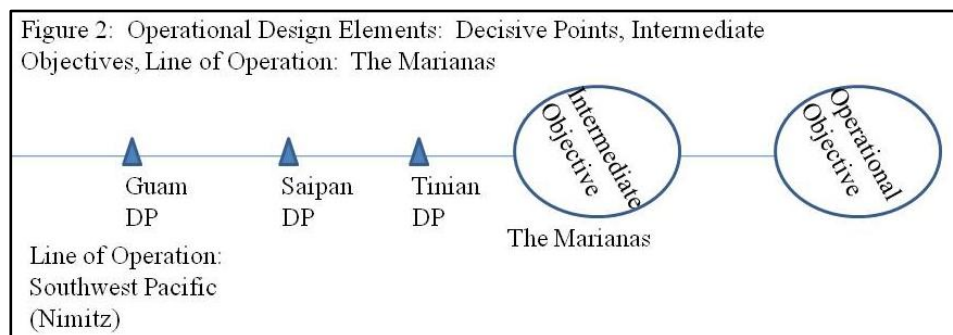 Figure 2:  Operational Design Elements:  Decisive Points, Intermediate
Objectives, Line of Operation:  The Marianas
Intermediate
Objective
Operational
Objective
Guam
DP
Saipan
DP
Tinian
DP
The Marianas
Line of Operation:
Southwest Pacific
(Nimitz)